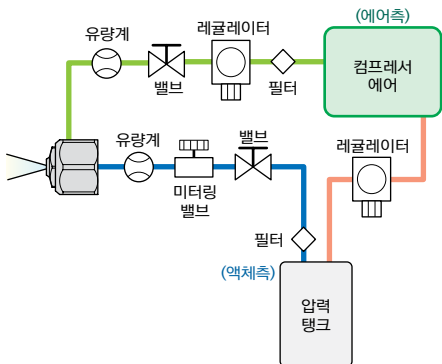 (에어측)
레귤레이터
유량계
밸브
필터
컴프레서
에어
유량계
밸브
레귤레이터
미터링
밸브
필터
(액체측)
압력
탱크